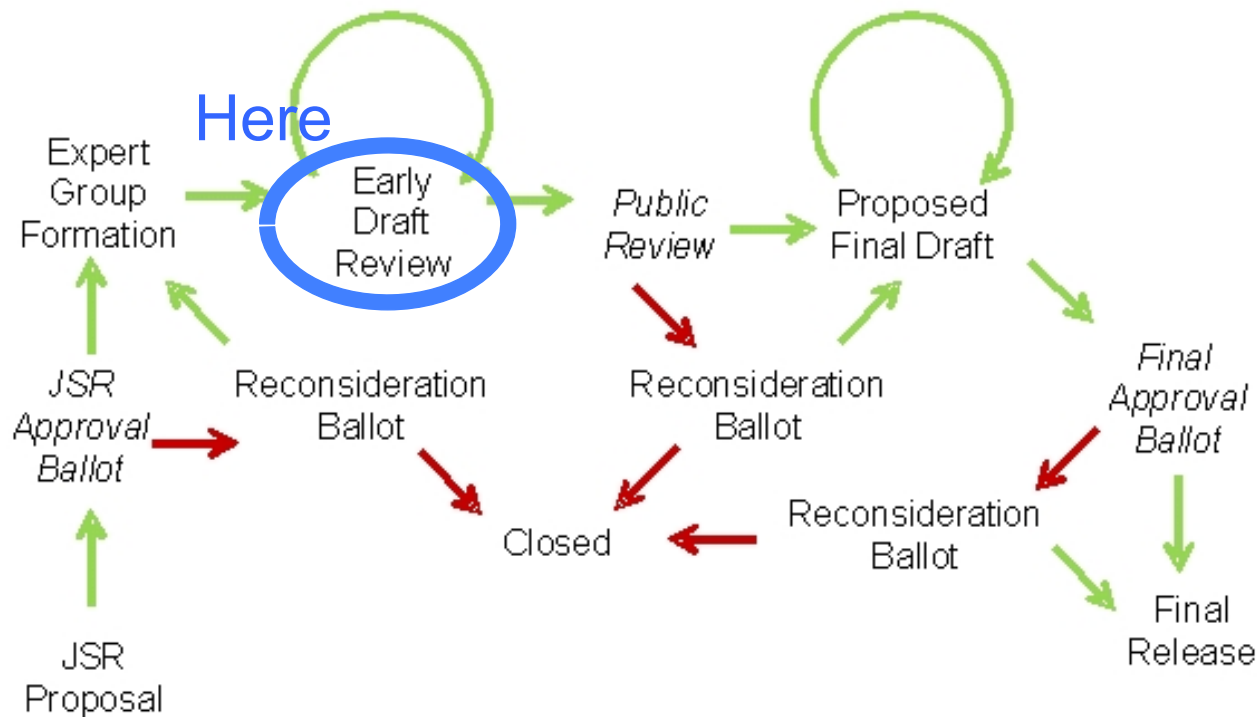 Here
Expert
Group
Formation
Early
Draft
Review
Public
Review
Proposed
Final Draft
JSR
Approval
Ballot
Reconsideration
Ballot
Reconsideration
Ballot
Final
Approval
Ballot
Closed
Reconsideration
Ballot
JSR
Proposal
Final
Release